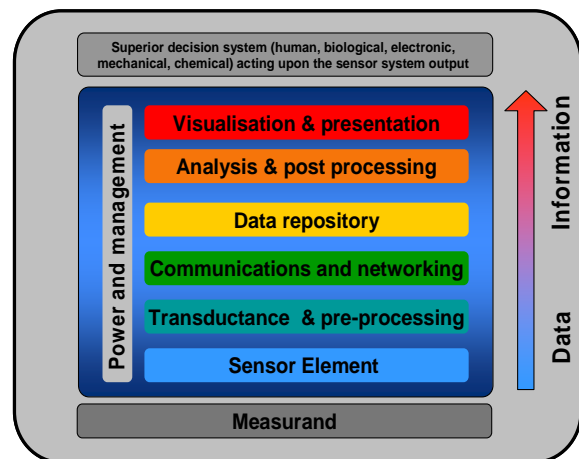 Superior decision system (human, biological, electronic,
mechanical, chemical) acting upon the sensor system output
Power and management
Visualisation & presentation
Analysis & post processing
Data repository
Communications and networking
Transductance & pre-processing
Sensor Element
Information
Data
Measurand